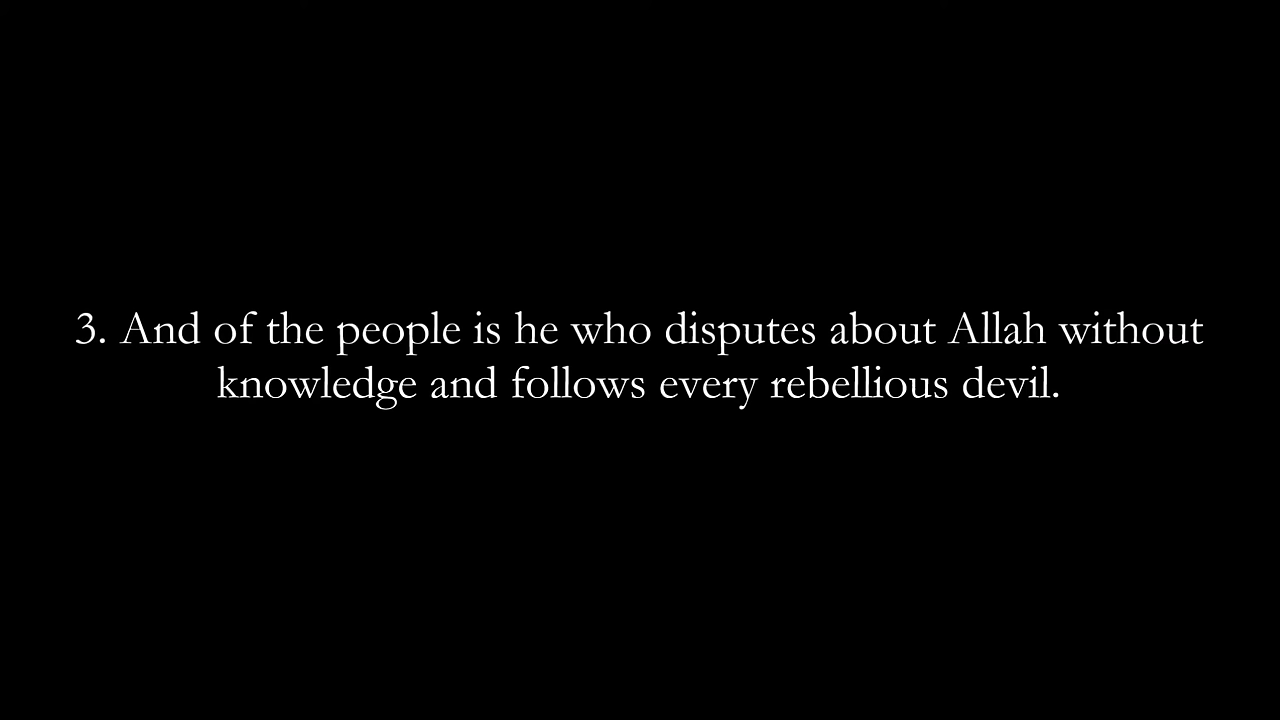 3. And of the people is he who disputes about Allah without
knowledge and follows every rebellious devil.